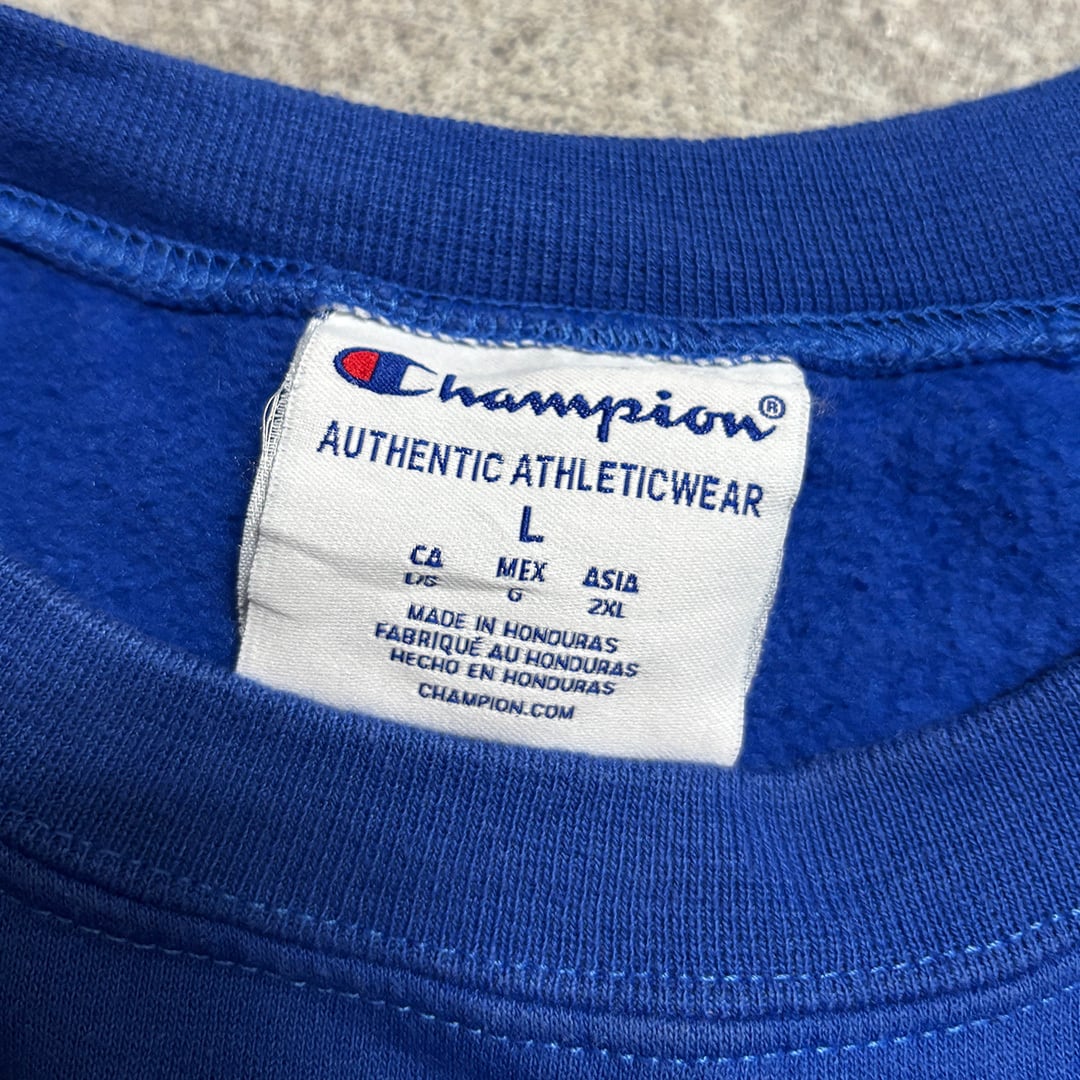 Champion®
AUTHENTIC ATHLETICWEAR
L
CA MEX ASIA
L/G G 2XL
MADE IN HONDURAS
FABRIQUÉ AU HONDURAS
HECHO EN HONDURAS
CHAMPION.COM